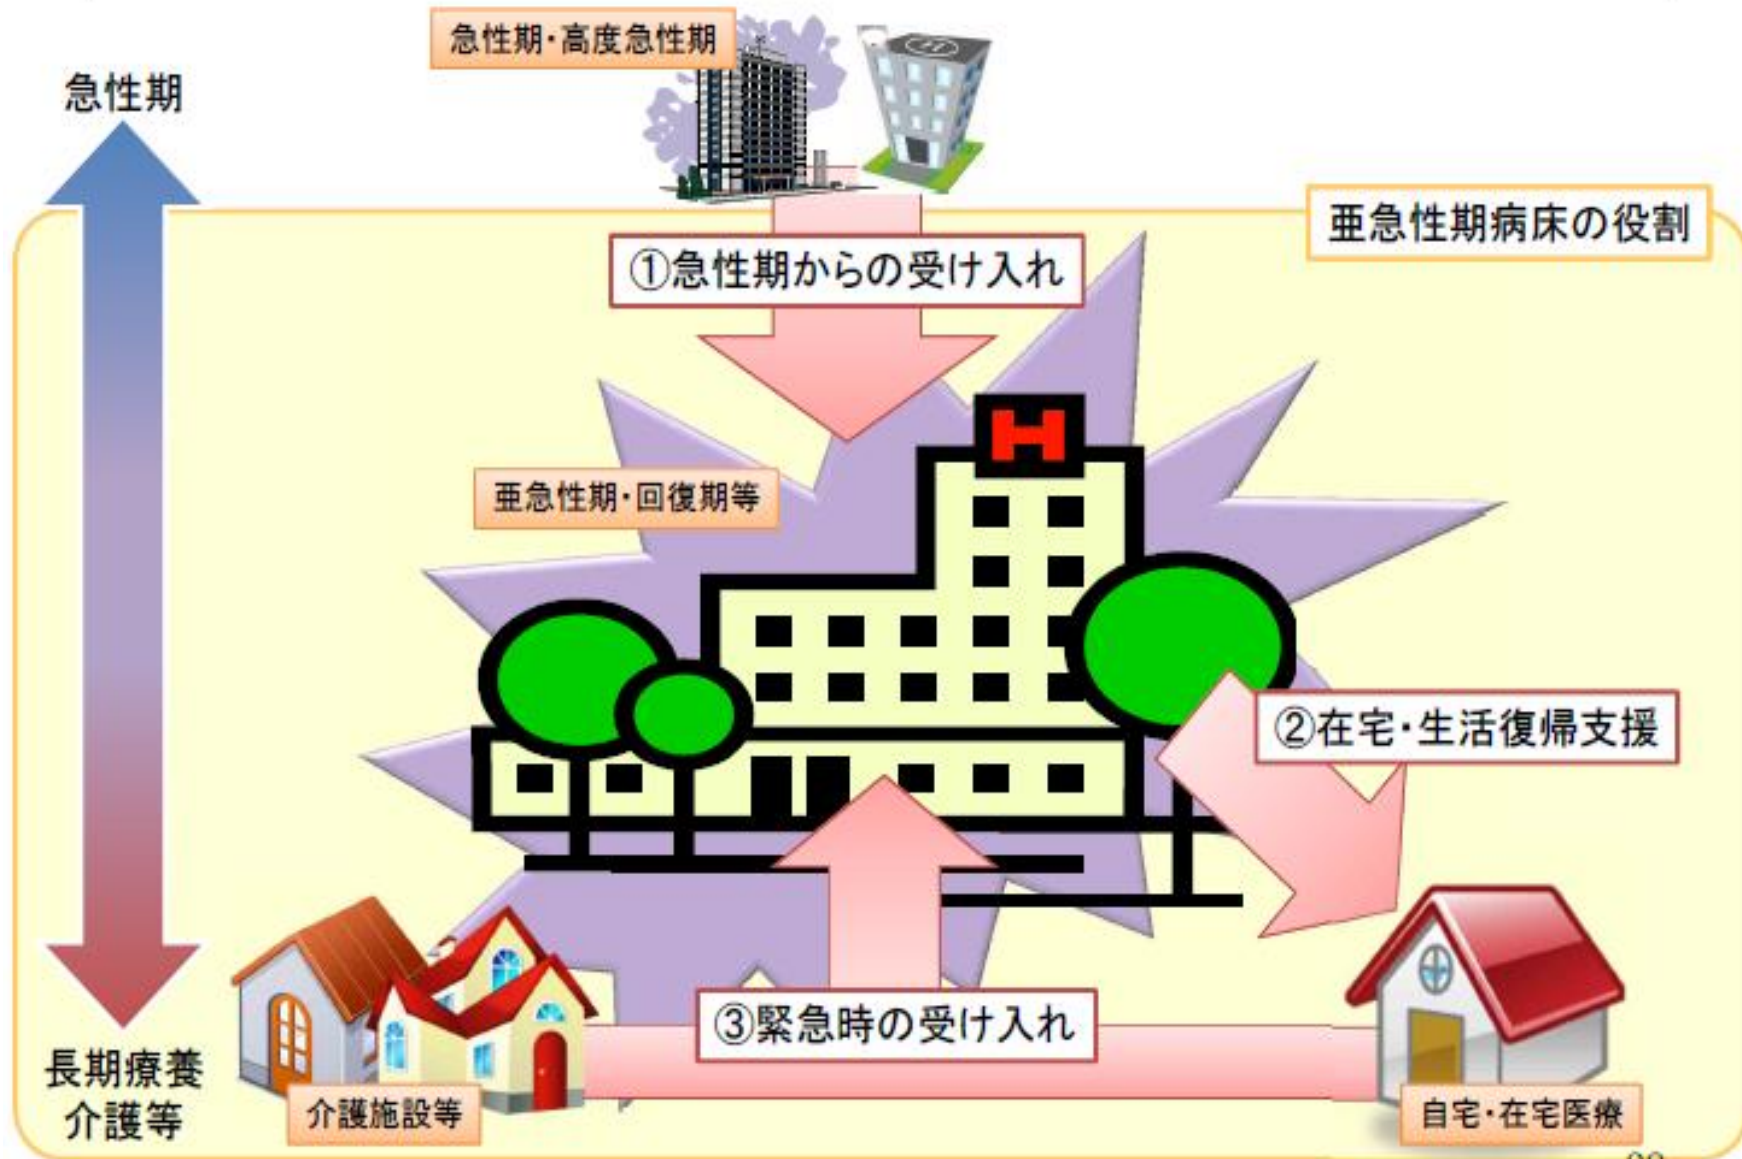 急性期・高度急性期
急性期
亜急性期病床の役割
①急性期からの受け入れ
H
亜急性期・回復期等
②在宅・生活復帰支援
③緊急時の受け入れ
長期療養
介護等
介護施設等
自宅・在宅医療